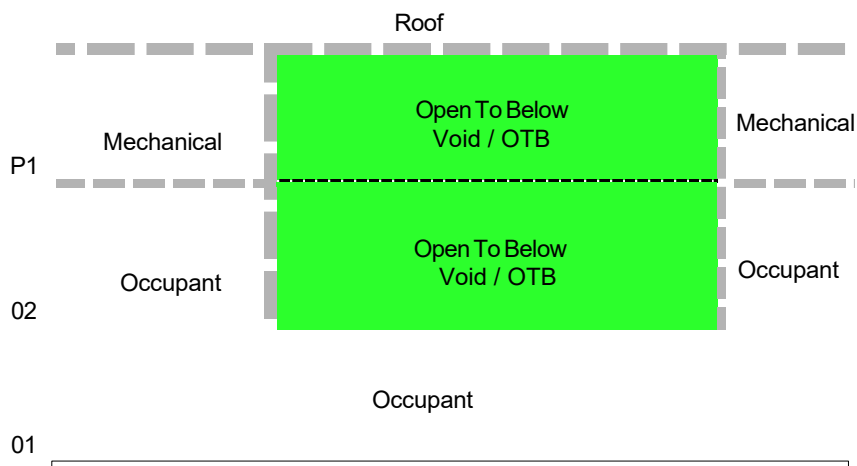 Roof
Open To Below
Void / OTB
Mechanical
Mechanical
P1
Open To Below
Void / OTB
Occupant
Occupant
02
Occupant
01